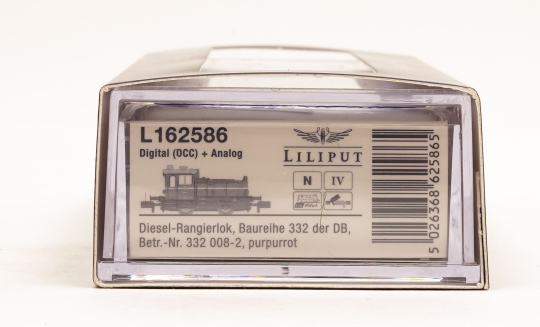 L162586
Digital (DCC) + Analog
LILIPUT
N IV
Diesel-Rangierlok, Baureihe 332 der DB,
Betr.-Nr. 332 008-2, purpurrot
5 026368 625865